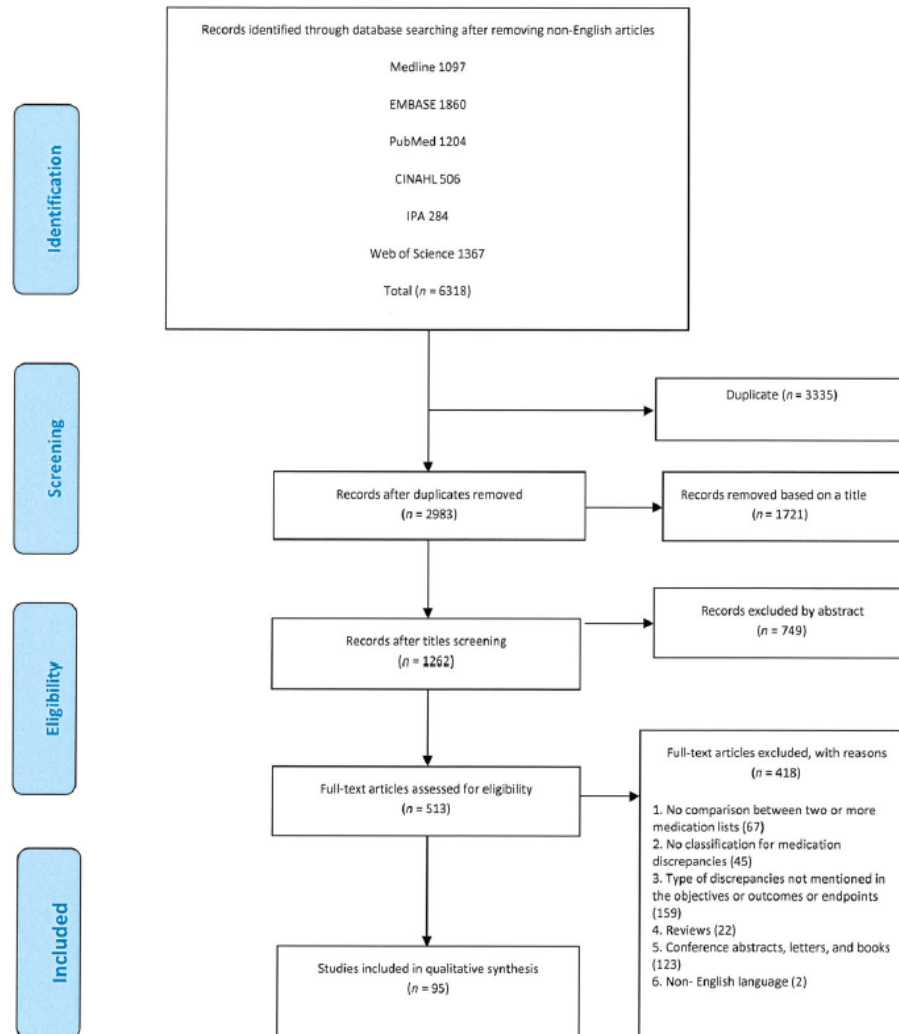 Records identified through database searching after removing non-English articles
Medline 1097
EMBASE 1860
PubMed 1204
CINAHL 506
IPA 284
Web of Science 1367
Total (n = 6318)
Identification
Duplicate (n = 3335)
Screening
Records after duplicates removed
(n = 2983)
Records removed based on a title
(n = 1721)
Records excluded by abstract
(n = 749)
Records after titles screening
(n = 1262)
Eligibility
Full-text articles assessed for eligibility
(n = 513)
Full-text articles excluded, with reasons
(n = 418)
1. No comparison between two or more
medication lists (67)
2. No classification for medication
discrepancies (45)
3. Type of discrepancies not mentioned in
the objectives or outcomes or endpoints
(159)
4. Reviews (22)
5. Conference abstracts, letters, and books
(123)
6. Non- English language (2)
Included
Studies included in qualitative synthesis
(n = 95)